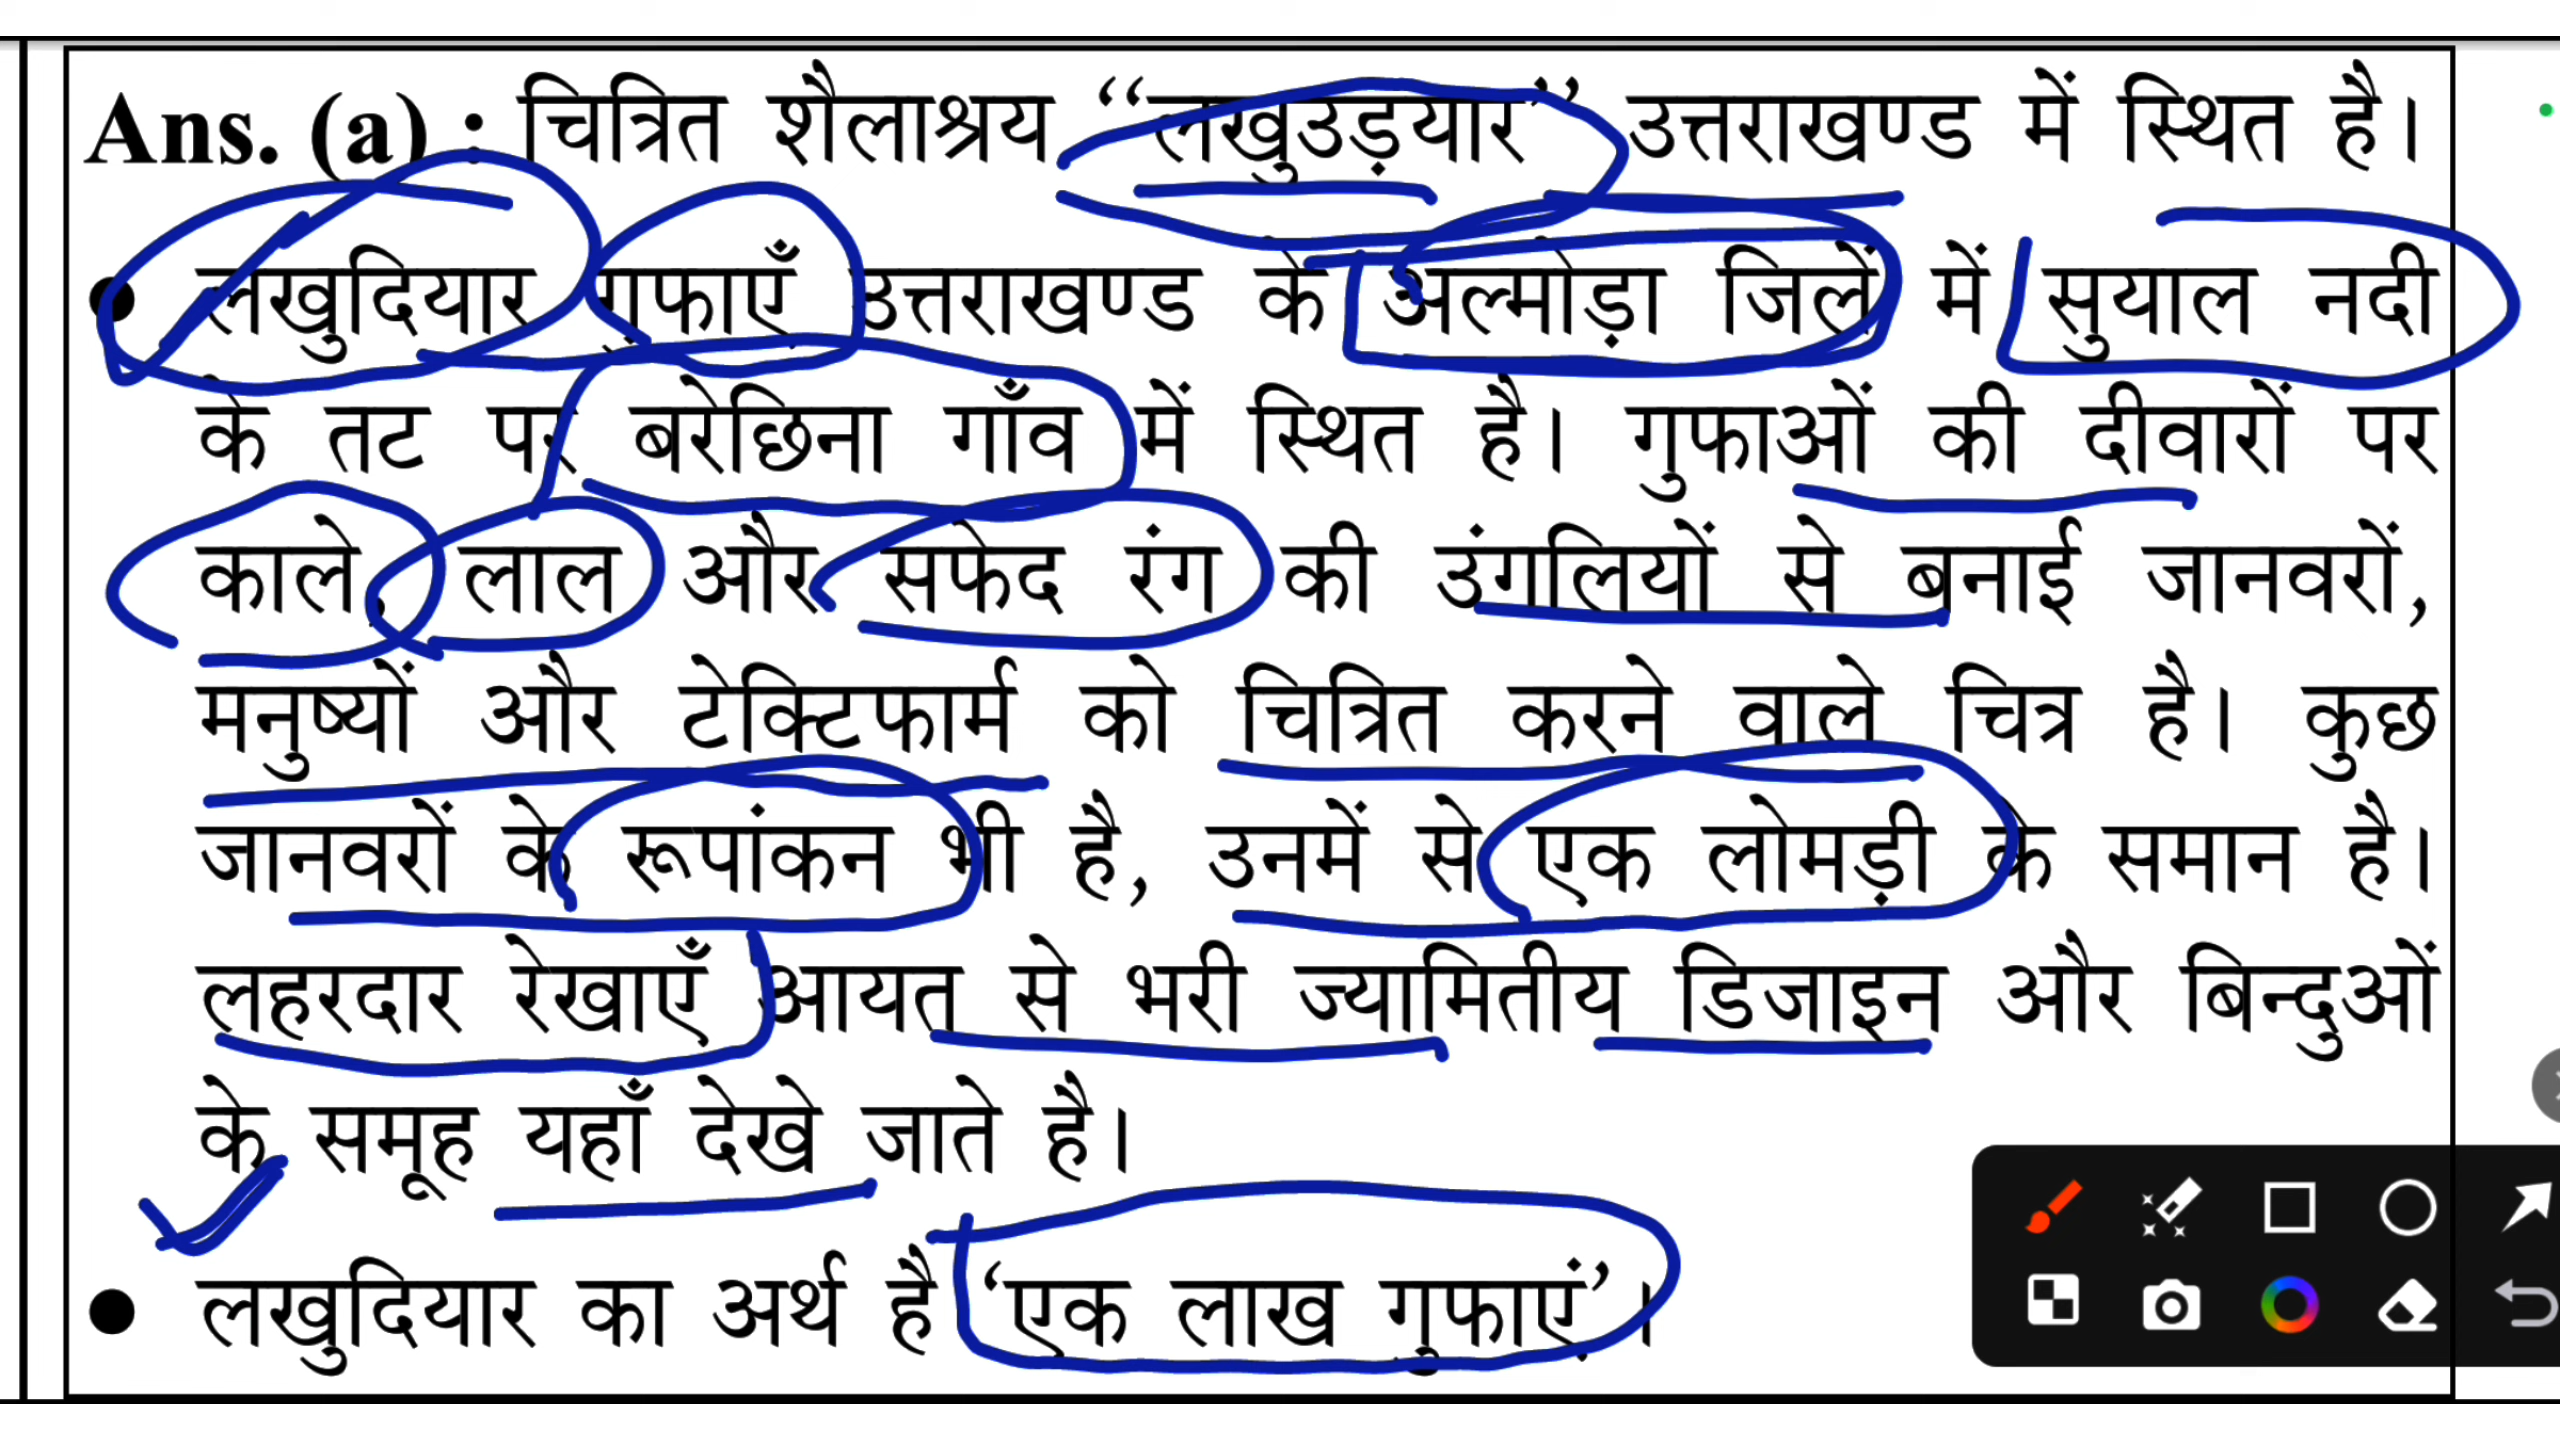 Ans. (a) : चित्रित शैलाश्रय “लखुउड़यार” उत्तराखण्ड में स्थित है।
● लखुदियार गुफाएँ उत्तराखण्ड के अल्मोड़ा जिलें में सुयाल नदी
के तट पर बरेछिना गाँव में स्थित है। गुफाओं की दीवारों पर
काले, लाल और सफेद रंग की उंगलियों से बनाई जानवरों,
मनुष्यों और टेक्टिफार्म को चित्रित करने वाले चित्र है। कुछ
जानवरों के रूपांकन भी है, उनमें से एक लोमड़ी के समान है।
लहरदार रेखाएँ आयत से भरी ज्यामितीय डिजाइन और बिन्दुओं
के समूह यहाँ देखे जाते है।
● लखुदियार का अर्थ है ‘एक लाख गुफाएं’।